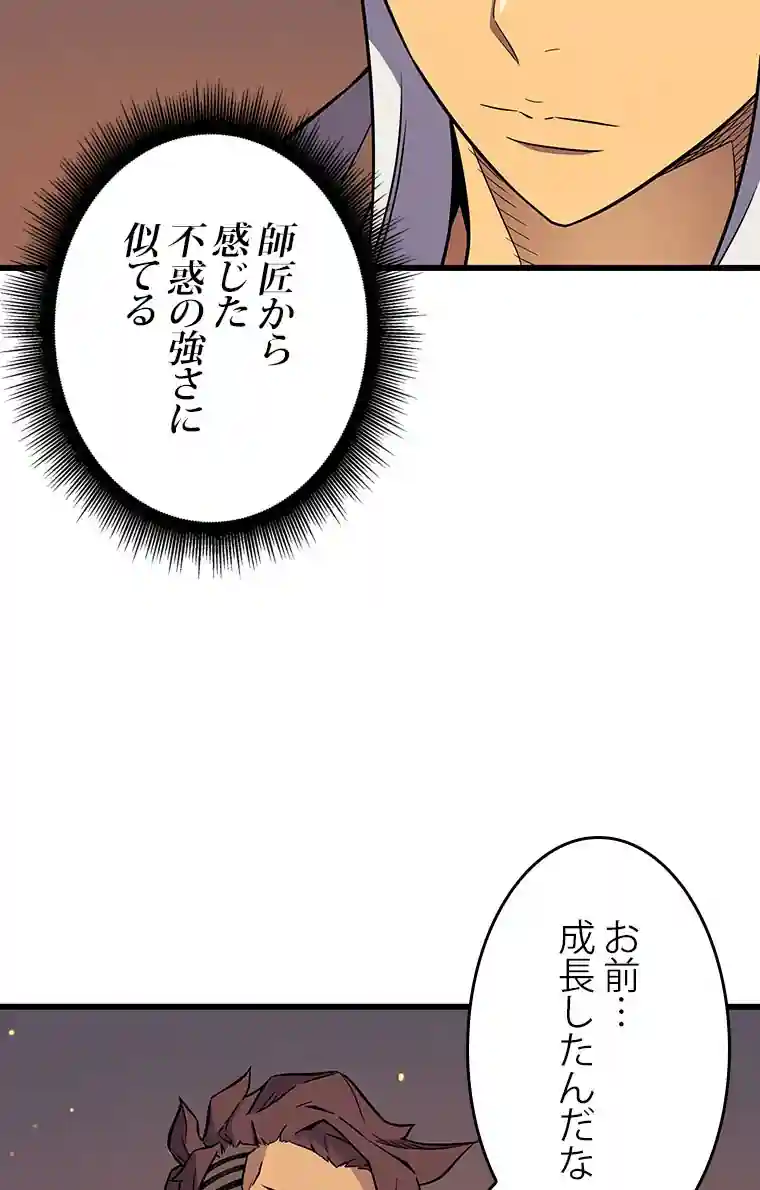 師匠から
感じた
不惑の強さに
似てる
お前…
成長したんだな